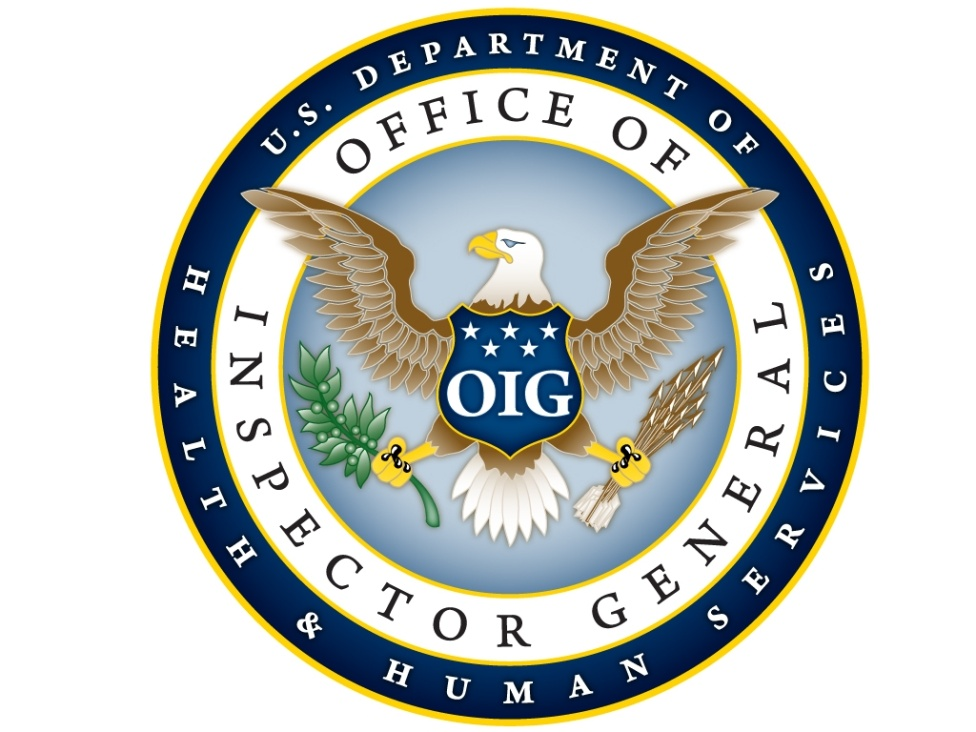 U.S. DEPARTMENT OF
HEALTH & HUMAN SERVICES
OFFICE OF
INSPECTOR GENERAL
OIG